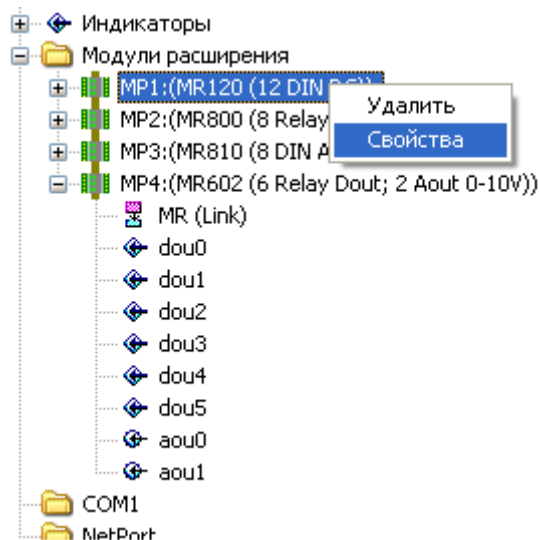 Индикаторы
Модули расширения
MP1:(MR120 (12 DIN DC))
Удалить
MP2:(MR800 (8 Relay
Свойства
MP3:(MR810 (8 DIN A
MP4:(MR602 (6 Relay Dout; 2 Aout 0-10V))
MR (Link)
dou0
dou1
dou2
dou3
dou4
dou5
aou0
aou1
COM1
NetPort